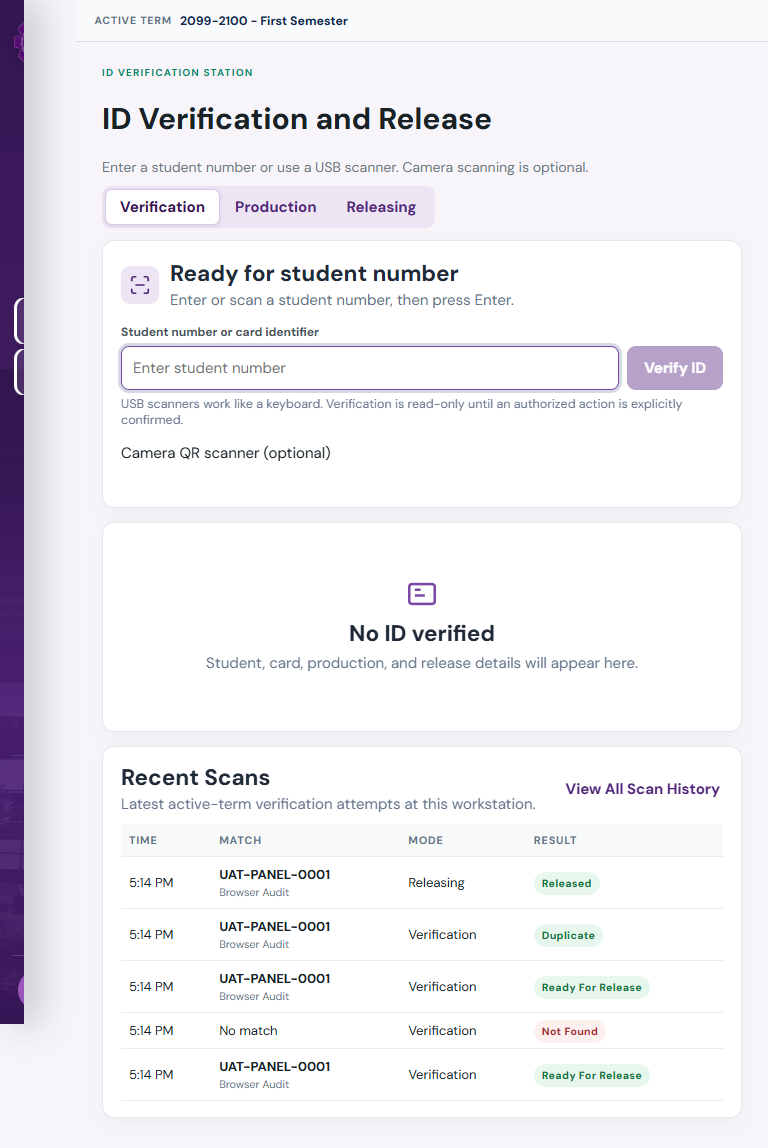 ACTIVE TERM 2099-2100 - First Semester
ID VERIFICATION STATION
ID Verification and Release
Enter a student number or use a USB scanner. Camera scanning is optional.
Verification Production Releasing
Ready for student number
Enter or scan a student number, then press Enter.
Student number or card identifier
Enter student number Verify ID
USB scanners work like a keyboard. Verification is read-only until an authorized action is explicitly
confirmed.
Camera QR scanner (optional)
No ID verified
Student, card, production, and release details will appear here.
Recent Scans
Latest active-term verification attempts at this workstation.
View All Scan History
TIME MATCH MODE RESULT
5:14 PM UAT-PANEL-0001 Releasing Released
Browser Audit
5:14 PM UAT-PANEL-0001 Verification Duplicate
Browser Audit
5:14 PM UAT-PANEL-0001 Verification Ready For Release
Browser Audit
5:14 PM No match Verification Not Found
5:14 PM UAT-PANEL-0001 Verification Ready For Release
Browser Audit